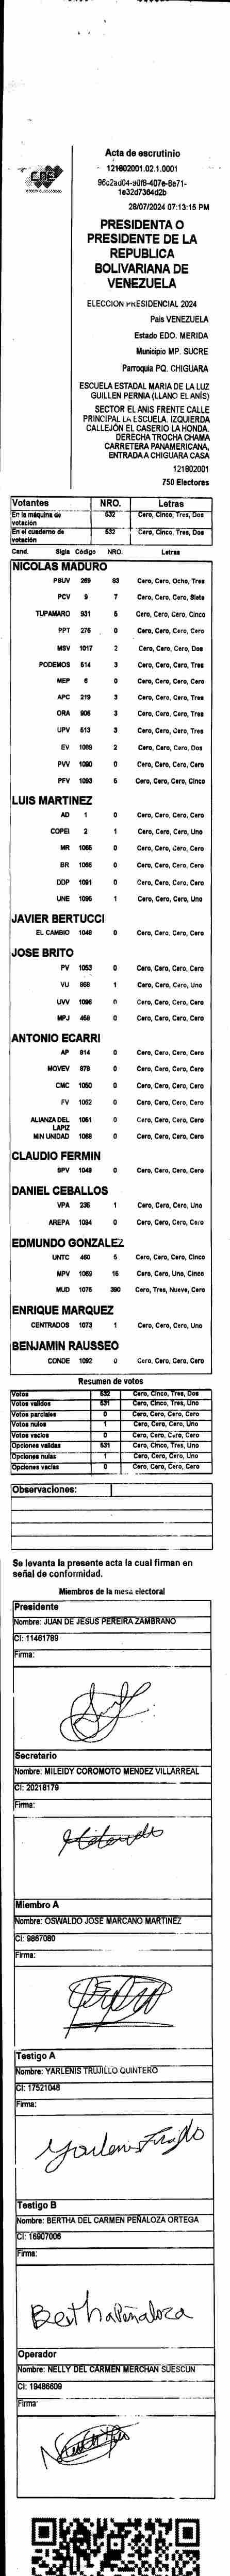 CNE
Acta de escrutinio
121802001.02.1.0001
1e32d7364d2b
28/07/2024 07:13:15 PM
PRESIDENTA O
PRESIDENTE DE LA
REPUBLICA
BOLIVARIANA DE
VENEZUELA
ELECCION PRESIDENCIAL 2024
Pais VENEZUELA
Estado EDO. MERIDA
Municipio MP. SUCRE
Parroquia PQ. CHIGUARA
ESCUELA ESTADAL MARIA DE LA LUZ
GUILLEN PERNIA (LLANO EL ANÍS)
SECTOR EL ANIS FRENTE CALLE
PRINCIPAL LA ESCUELA. IZQUIERDA
CALLEJÓN EL CASERIO LA HONDA.
DERECHA TROCHA CHAMA
CARRETERA PANAMERICANA,
ENTRADA A CHIGUARA CASA
121802001
750 Electores
Votantes NRO. Letras
En la máquina de votación 532 Cero, Cinco, Tres, Dos
En el cuaderno de votación 532 Cero, Cinco, Tres, Dos
Cand. Sigla Código NRO. Letras
NICOLAS MADURO
PSUV 269 83 Cero, Cero, Ocho, Tres
PCV 9 7 Cero, Cero, Cero, Siete
TUPAMARO 931 5 Cero, Cero, Cero, Cinco
PPT 276 0 Cero, Cero, Cero, Cero
MSV 1017 2 Cero, Cero, Cero, Dos
PODEMOS 514 3 Cero, Cero, Cero, Tres
MEP 6 0 Cero, Cero, Cero, Cero
APC 219 3 Cero, Cero, Cero, Tres
ORA 906 3 Cero, Cero, Cero, Tres
UPV 513 3 Cero, Cero, Cero, Tres
EV 1089 2 Cero, Cero, Cero, Dos
PVV 1090 0 Cero, Cero, Cero, Cero
PFV 1093 5 Cero, Cero, Cero, Cinco
LUIS MARTINEZ
AD 1 0 Cero, Cero, Cero, Cero
COPEI 2 1 Cero, Cero, Cero, Uno
MR 1065 0 Cero, Cero, Cero, Cero
BR 1066 0 Cero, Cero, Cero, Cero
DDP 1091 0 Cero, Cero, Cero, Cero
UNE 1095 1 Cero, Cero, Cero, Uno
JAVIER BERTUCCI
EL CAMBIO 1048 0 Cero, Cero, Cero, Cero
JOSE BRITO
PV 1053 0 Cero, Cero, Cero, Cero
VU 868 1 Cero, Cero, Cero, Uno
UVV 1096 0 Cero, Cero, Cero, Cero
MPJ 468 0 Cero, Cero, Cero, Cero
ANTONIO ECARRI
AP 814 0 Cero, Cero, Cero, Cero
MOVEV 878 0 Cero, Cero, Cero, Cero
CMC 1050 0 Cero, Cero, Cero, Cero
FV 1062 0 Cero, Cero, Cero, Cero
ALIANZA DEL LAPIZ 1061 0 Cero, Cero, Cero, Cero
MIN UNIDAD 1068 0 Cero, Cero, Cero, Cero
CLAUDIO FERMIN
SPV 1049 0 Cero, Cero, Cero, Cero
DANIEL CEBALLOS
VPA 236 1 Cero, Cero, Cero, Uno
AREPA 1094 0 Cero, Cero, Cero, Cero
EDMUNDO GONZALEZ
UNTC 460 5 Cero, Cero, Cero, Cinco
MPV 1069 15 Cero, Cero, Uno, Cinco
MUD 1076 390 Cero, Tres, Nueve, Cero
ENRIQUE MARQUEZ
CENTRADOS 1073 1 Cero, Cero, Cero, Uno
BENJAMIN RAUSSEO
CONDE 1092 0 Cero, Cero, Cero, Cero
Resumen de votos
Votos 532 Cero, Cinco, Tres, Dos
Votos validos 531 Cero, Cinco, Tres, Uno
Votos parciales 0 Cero, Cero, Cero, Cero
Votos nulos 1 Cero, Cero, Cero, Uno
Votos vacios 0 Cero, Cero, Cero, Cero
Opciones validas 531 Cero, Cinco, Tres, Uno
Opciones nulas 1 Cero, Cero, Cero, Uno
Opciones vacias 0 Cero, Cero, Cero, Cero
Observaciones:
Se levanta la presente acta la cual firman en
señal de conformidad.
Miembros de la mesa electoral
Presidente
Nombre: JUAN DE JESUS PEREIRA ZAMBRANO
CI: 11461789
Firma:
Secretario
Nombre: MILEIDY COROMOTO MENDEZ VILLARREAL
CI: 20218179
Firma:
Miembro A
Nombre: OSWALDO JOSE MARCANO MARTINEZ
CI: 9867080
Firma:
Testigo A
Nombre: YARLENIS TRUJILLO QUINTERO
CI: 17521048
Firma:
Yarlenis Trujillo
Testigo B
Nombre: BERTHA DEL CARMEN PEÑALOZA ORTEGA
CI: 16907006
Firma:
Bertha Peñaloza
Operador
Nombre: NELLY DEL CARMEN MERCHAN SUESCUN
CI: 19486609
Firma: